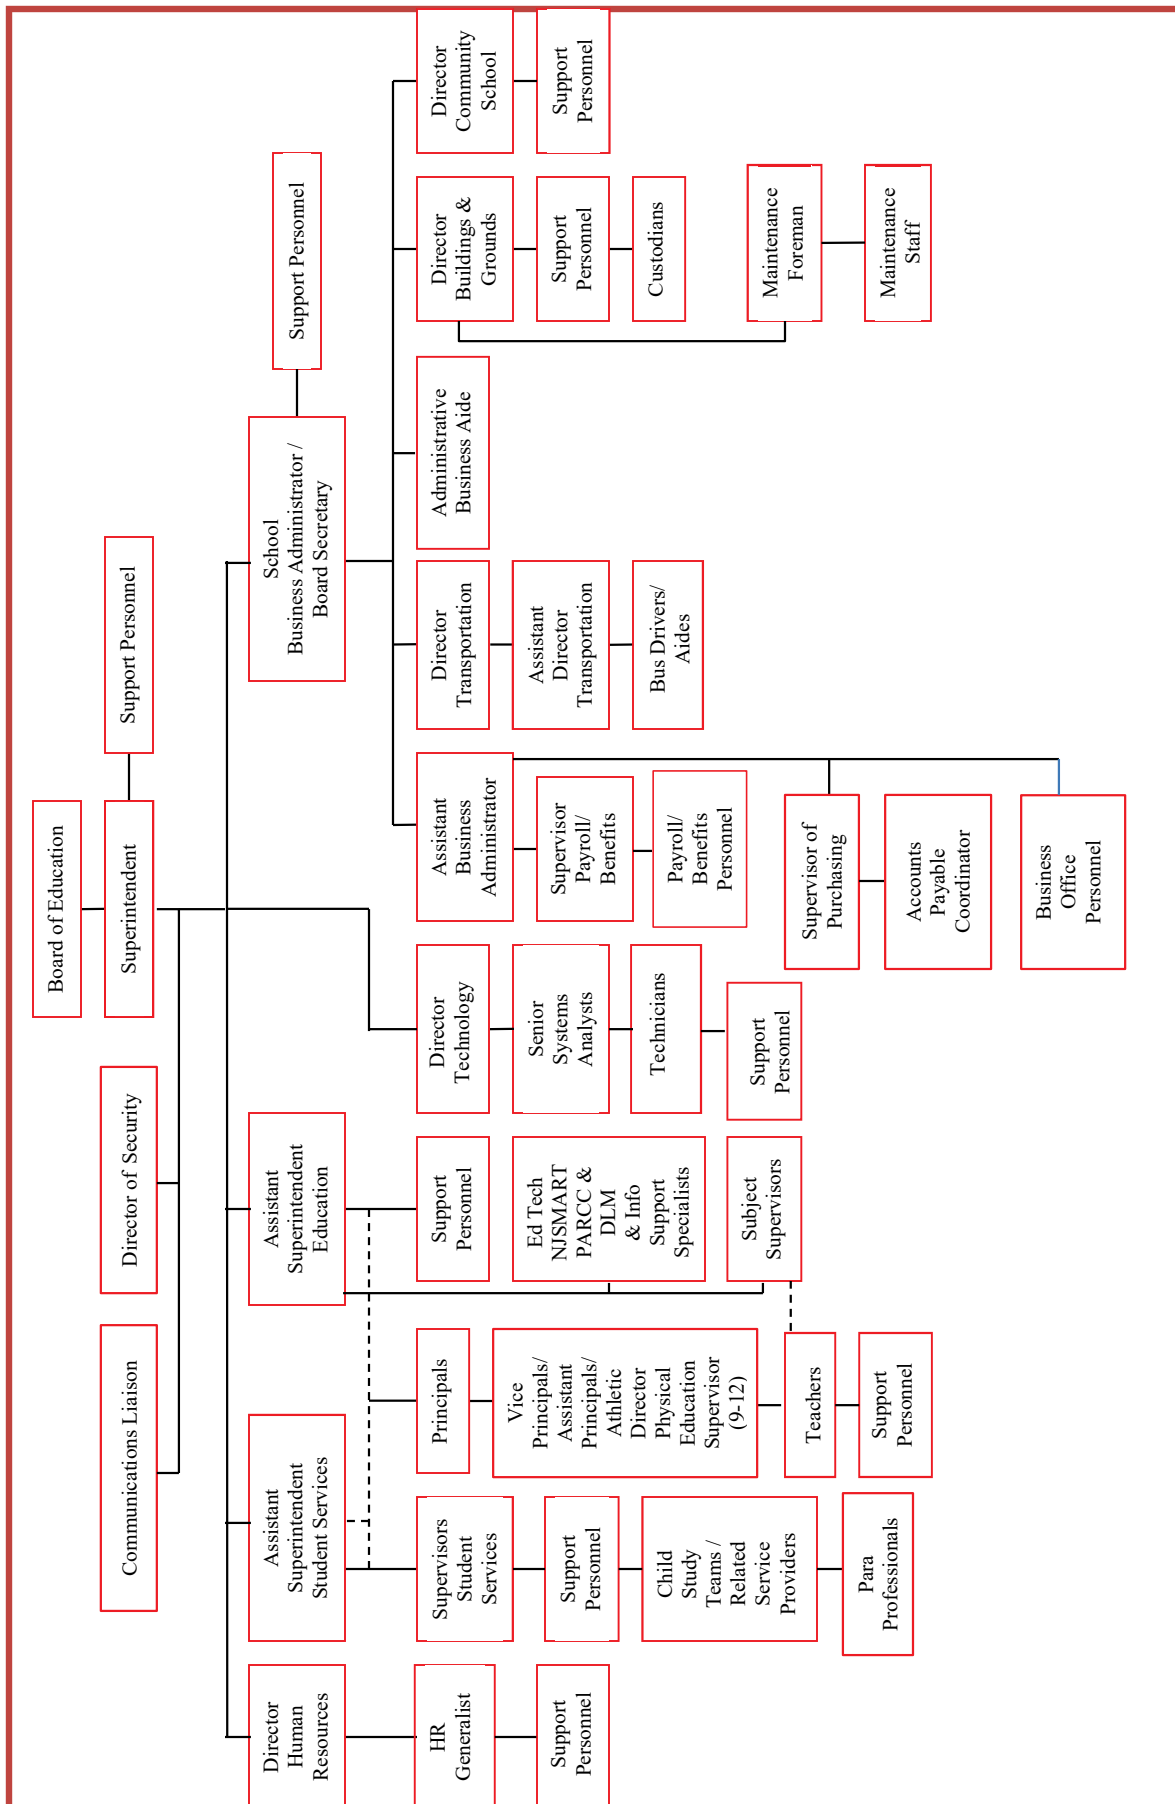 Board of Education
Superintendent
Support Personnel
Director of Security
Communications Liaison
Director
Human
Resources
Assistant
Superintendent
Student Services
Assistant
Superintendent
Education
School
Business Administrator /
Board Secretary
Support Personnel
HR
Generalist
Support
Personnel
Supervisors
Student
Services
Support
Personnel
Child
Study
Teams /
Related
Service
Providers
Para
Professionals
Principals
Vice
Principals/
Assistant
Principals/
Athletic
Director
Physical
Education
Supervisor
(9-12)
Teachers
Support
Personnel
Support
Personnel
Ed Tech
NJSMART
PARCC &
DLM
& Info
Support
Specialists
Subject
Supervisors
Director
Technology
Senior
Systems
Analysts
Technicians
Support
Personnel
Assistant
Business
Administrator
Supervisor
Payroll/
Benefits
Payroll/
Benefits
Personnel
Supervisor of
Purchasing
Accounts
Payable
Coordinator
Business
Office
Personnel
Director
Transportation
Assistant
Director
Transportation
Bus Drivers/
Aides
Administrative
Business Aide
Director
Buildings &
Grounds
Support
Personnel
Custodians
Maintenance
Foreman
Maintenance
Staff
Director
Community
School
Support
Personnel